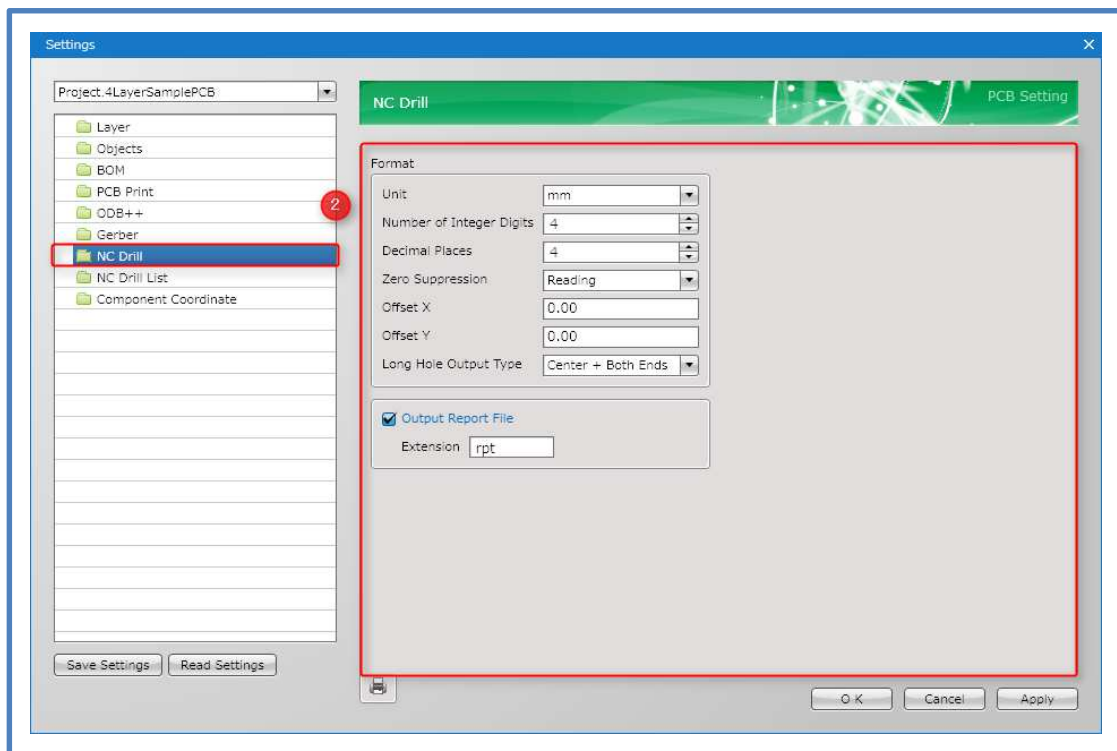 Settings
Project.4LayerSamplePCB
Layer
Objects
BOM
PCB Print
ODB++
Gerber
NC Drill
NC Drill List
Component Coordinate
Save Settings Read Settings
2
NC Drill PCB Setting
Format
Unit mm
Number of Integer Digits 4
Decimal Places 4
Zero Suppression Reading
Offset X 0.00
Offset Y 0.00
Long Hole Output Type Center + Both Ends
Output Report File
Extension rpt
O K Cancel Apply